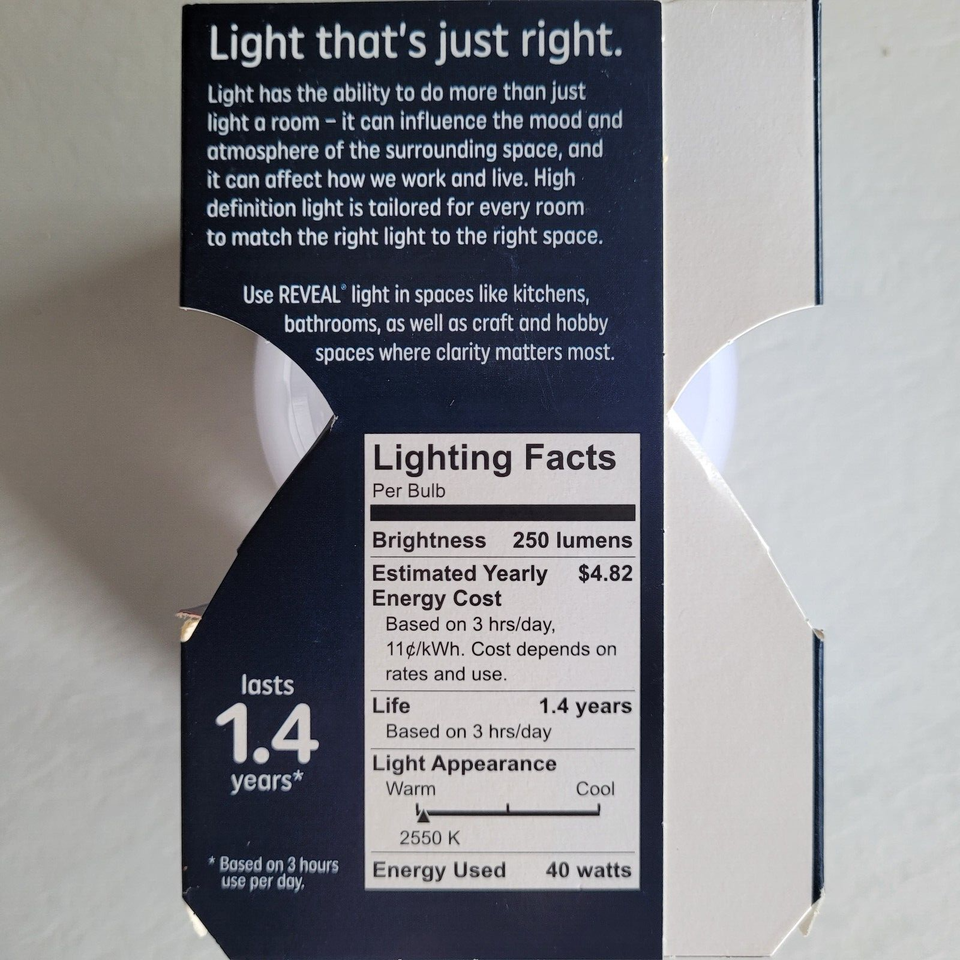 Light that's just right.
Light has the ability to do more than just
light a room – it can influence the mood and
atmosphere of the surrounding space, and
it can affect how we work and live. High
definition light is tailored for every room
to match the right light to the right space.
Use REVEAL® light in spaces like kitchens,
bathrooms, as well as craft and hobby
spaces where clarity matters most.
Lighting Facts
Per Bulb
Brightness 250 lumens
Estimated Yearly $4.82
Energy Cost
Based on 3 hrs/day,
11¢/kWh. Cost depends on
rates and use.
Life 1.4 years
Based on 3 hrs/day
Light Appearance
Warm Cool
2550 K
Energy Used 40 watts
lasts
1.4
years*
* Based on 3 hours
use per day.